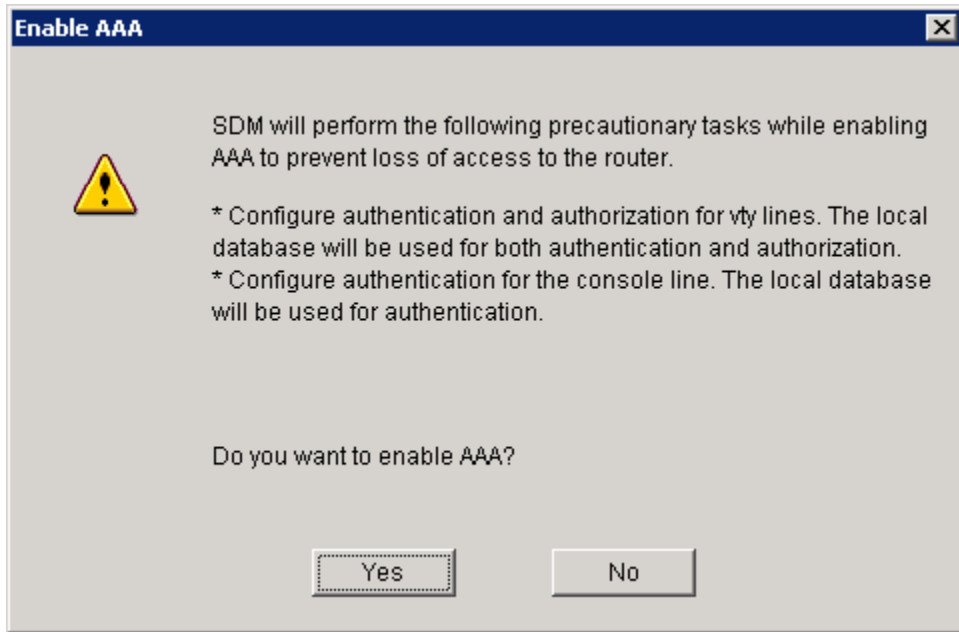 Enable AAA
SDM will perform the following precautionary tasks while enabling
AAA to prevent loss of access to the router.
* Configure authentication and authorization for vty lines. The local
database will be used for both authentication and authorization.
* Configure authentication for the console line. The local database
will be used for authentication.
Do you want to enable AAA?
Yes
No